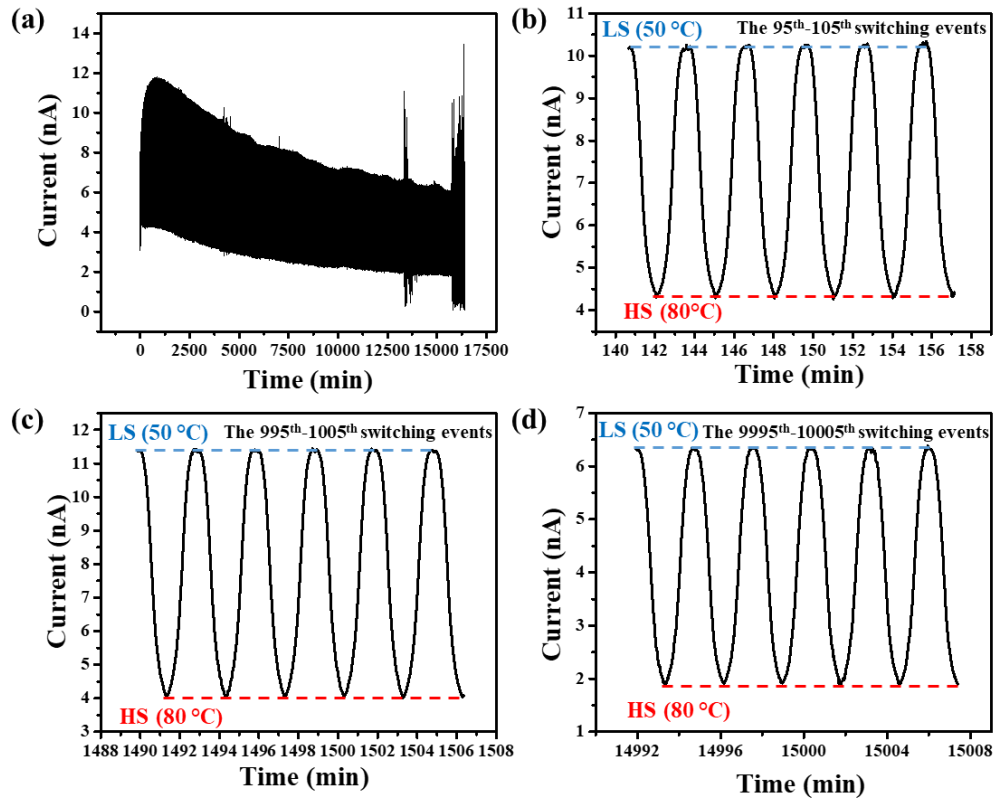 (a)
14
12
10
8
6
4
2
0
Current (nA)
0 2500 5000 7500 10000 12500 15000 17500
Time (min)
(b)
LS (50 °C) The 95th-105th switching events
11
10
9
8
7
6
5
4
Current (nA)
HS (80°C)
140 142 144 146 148 150 152 154 156 158
Time (min)
(c)
LS (50 °C) The 995th-1005th switching events
12
11
10
9
8
7
6
5
4
3
Current (nA)
HS (80 °C)
1488 1490 1492 1494 1496 1498 1500 1502 1504 1506 1508
Time (min)
(d)
LS (50 °C) The 9995th-10005th switching events
7
6
5
4
3
2
1
Current (nA)
HS (80 °C)
14992 14996 15000 15004 15008
Time (min)